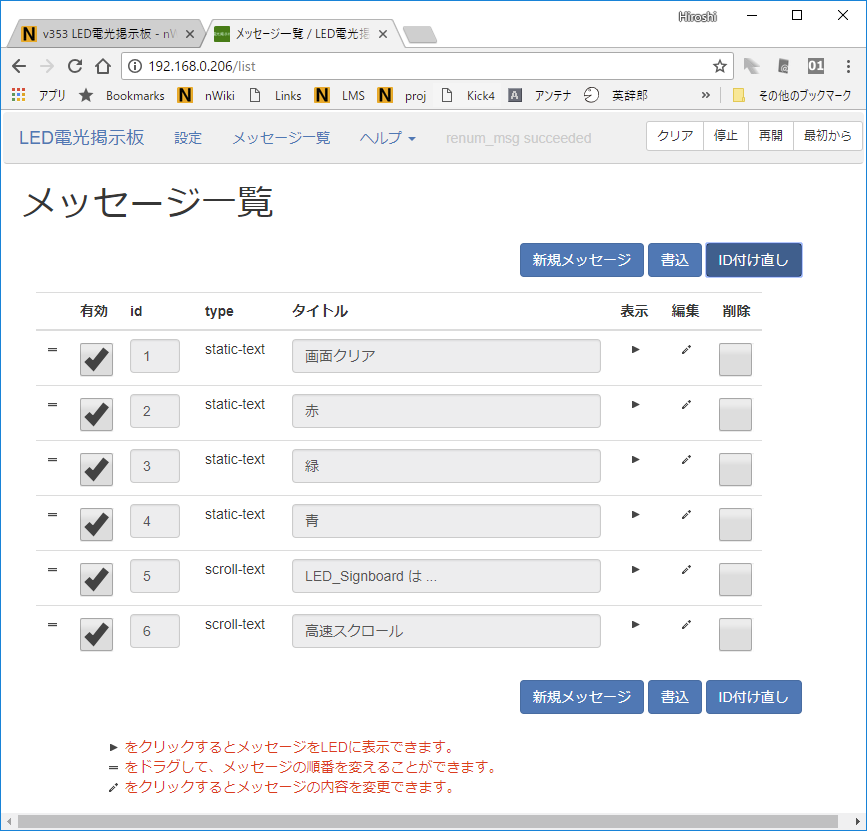 Hiroshi
N v353 LED電光掲示板 - nW
メッセージ一覧 / LED電光掲
192.168.0.206/list
01
アプリ Bookmarks N nWiki Links N LMS N proj Kick4 A アンテナ 英辞郎 » その他のブックマーク
LED電光掲示板 設定 メッセージ一覧 ヘルプ renum_msg succeeded クリア 停止 再開 最初から
メッセージ一覧
新規メッセージ 書込 ID付け直し
有効 id type タイトル 表示 編集 削除
1 static-text 画面クリア
2 static-text 赤
3 static-text 緑
4 static-text 青
5 scroll-text LED_Signboard は ...
6 scroll-text 高速スクロール
新規メッセージ 書込 ID付け直し
をクリックするとメッセージをLEDに表示できます。
をドラグして、メッセージの順番を変えることができます。
をクリックするとメッセージの内容を変更できます。